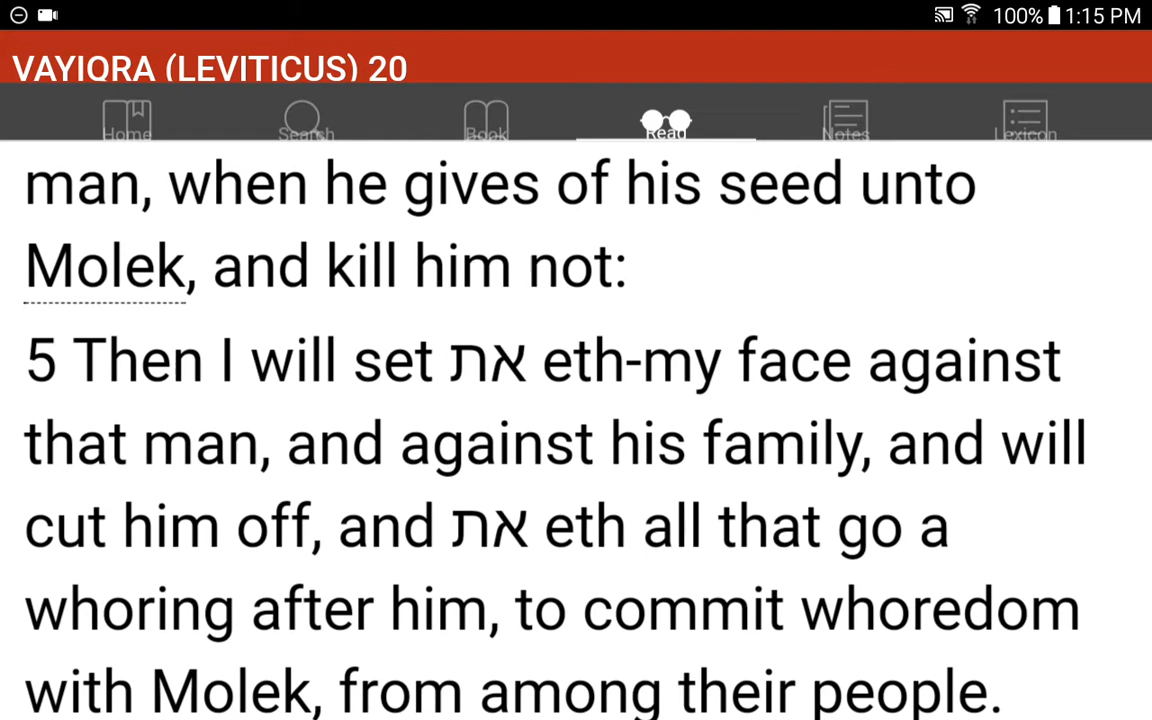 100% 1:15 PM
VAYIQRA (LEVITICUS) 20
Home Search Book Read Notes Lexicon
man, when he gives of his seed unto
Molek, and kill him not:
5 Then I will set את eth-my face against
that man, and against his family, and will
cut him off, and את eth all that go a
whoring after him, to commit whoredom
with Molek, from among their people.